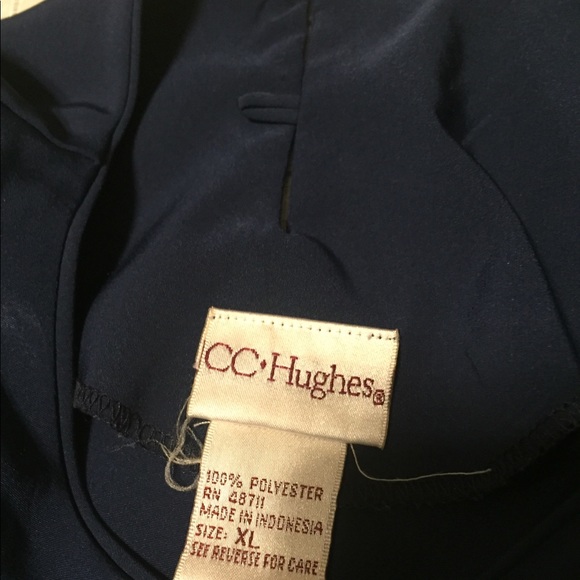 CC♦Hughes®
100% POLYESTER
RN 48711
MADE IN INDONESIA
SIZE: XL
SEE REVERSE FOR CARE